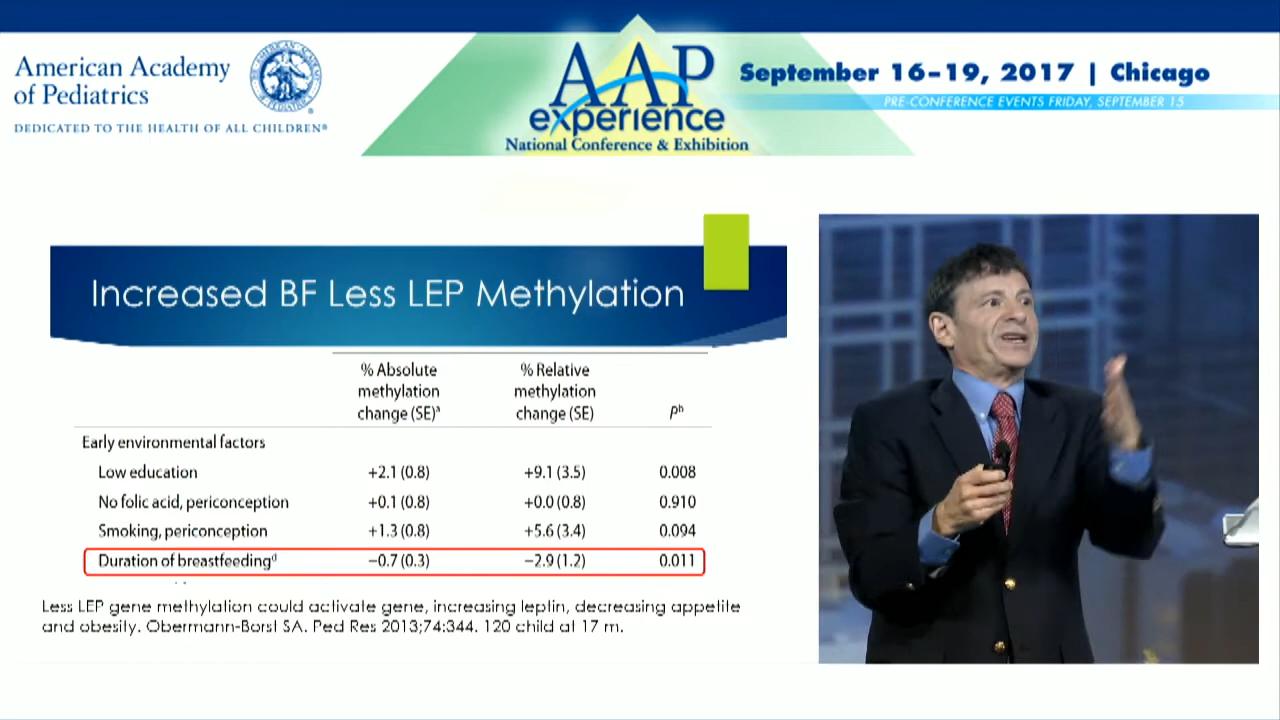 American Academy
of Pediatrics
DEDICATED TO THE HEALTH OF ALL CHILDREN®
AAP
experience
National Conference & Exhibition
September 16–19, 2017 | Chicago
PRE-CONFERENCE EVENTS FRIDAY, SEPTEMBER 15
Increased BF Less LEP Methylation
% Absolute methylation change (SE)ᵃ % Relative methylation change (SE) Pᵇ
Early environmental factors
Low education +2.1 (0.8) +9.1 (3.5) 0.008
No folic acid, periconception +0.1 (0.8) +0.0 (0.8) 0.910
Smoking, periconception +1.3 (0.8) +5.6 (3.4) 0.094
Duration of breastfeedingᵈ −0.7 (0.3) −2.9 (1.2) 0.011
Less LEP gene methylation could activate gene, increasing leptin, decreasing appetite
and obesity. Obermann-Borst SA. Ped Res 2013;74:344. 120 child at 17 m.